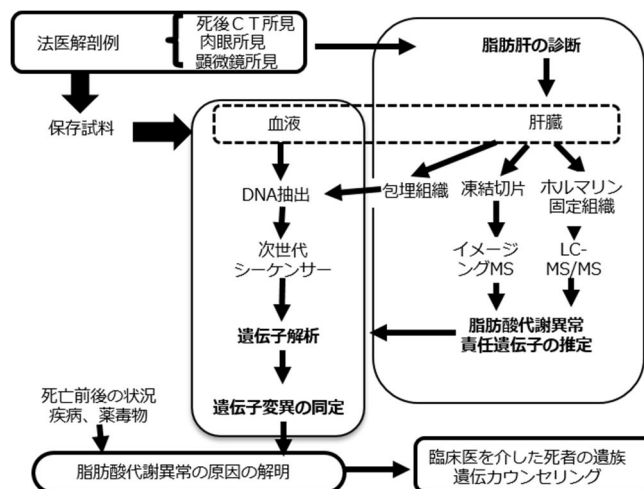 法医解剖例
死後CT所見
肉眼所見
顕微鏡所見
脂肪肝の診断
保存試料
血液
肝臓
DNA抽出
包埋組織
凍結切片
ホルマリン
固定組織
次世代
シーケンサー
イメージ
ングMS
LC-
MS/MS
遺伝子解析
脂肪酸代謝異常
責任遺伝子の推定
遺伝子変異の同定
死亡前後の状況
疾病、薬毒物
脂肪酸代謝異常の原因の解明
臨床医を介した死者の遺族
遺伝カウンセリング